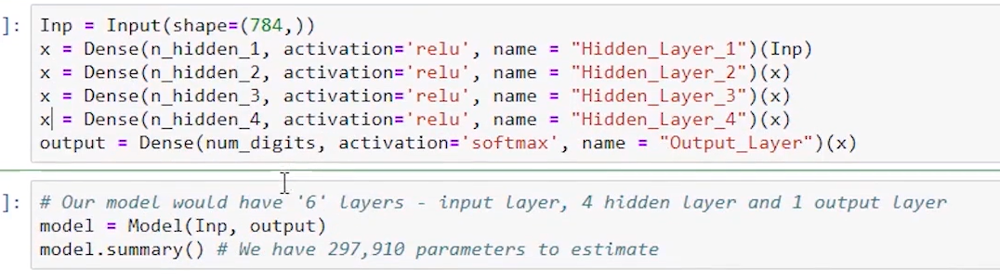 ]: Inp = Input(shape=(784,))
x = Dense(n_hidden_1, activation='relu', name = "Hidden_Layer_1")(Inp)
x = Dense(n_hidden_2, activation='relu', name = "Hidden_Layer_2")(x)
x = Dense(n_hidden_3, activation='relu', name = "Hidden_Layer_3")(x)
x = Dense(n_hidden_4, activation='relu', name = "Hidden_Layer_4")(x)
output = Dense(num_digits, activation='softmax', name = "Output_Layer")(x)
]: # Our model would have '6' layers - input layer, 4 hidden layer and 1 output layer
model = Model(Inp, output)
model.summary() # We have 297,910 parameters to estimate